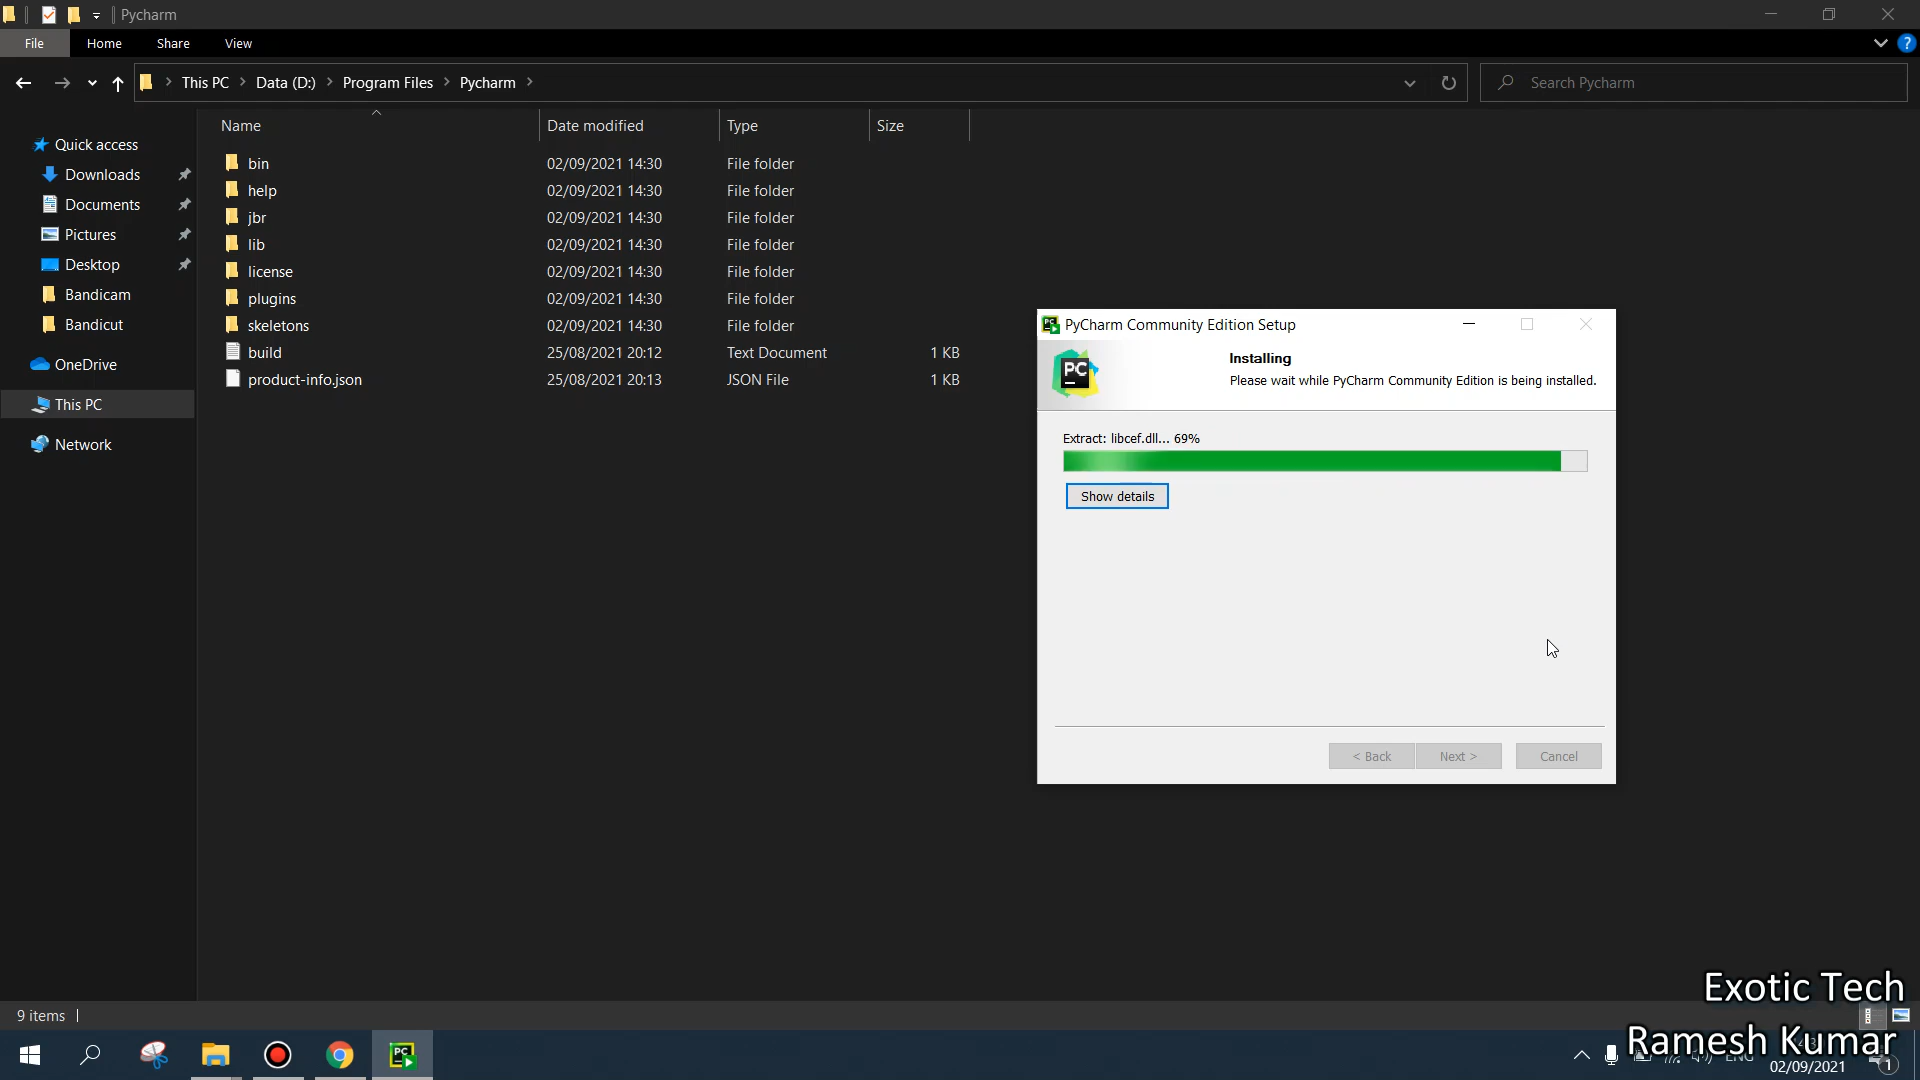 Pycharm
File Home Share View
This PC Data (D:) Program Files Pycharm
Search Pycharm
Name Date modified Type Size
Quick access
Downloads
Documents
Pictures
Desktop
Bandicam
Bandicut
OneDrive
This PC
Network
bin 02/09/2021 14:30 File folder
help 02/09/2021 14:30 File folder
jbr 02/09/2021 14:30 File folder
lib 02/09/2021 14:30 File folder
license 02/09/2021 14:30 File folder
plugins 02/09/2021 14:30 File folder
skeletons 02/09/2021 14:30 File folder
build 25/08/2021 20:12 Text Document 1 KB
product-info.json 25/08/2021 20:13 JSON File 1 KB
PC PyCharm Community Edition Setup
PC
Installing
Please wait while PyCharm Community Edition is being installed.
Extract: libcef.dll... 69%
Show details
< Back Next > Cancel
9 items
Exotic Tech
Ramesh Kumar
PC
ENG
02/09/2021
1